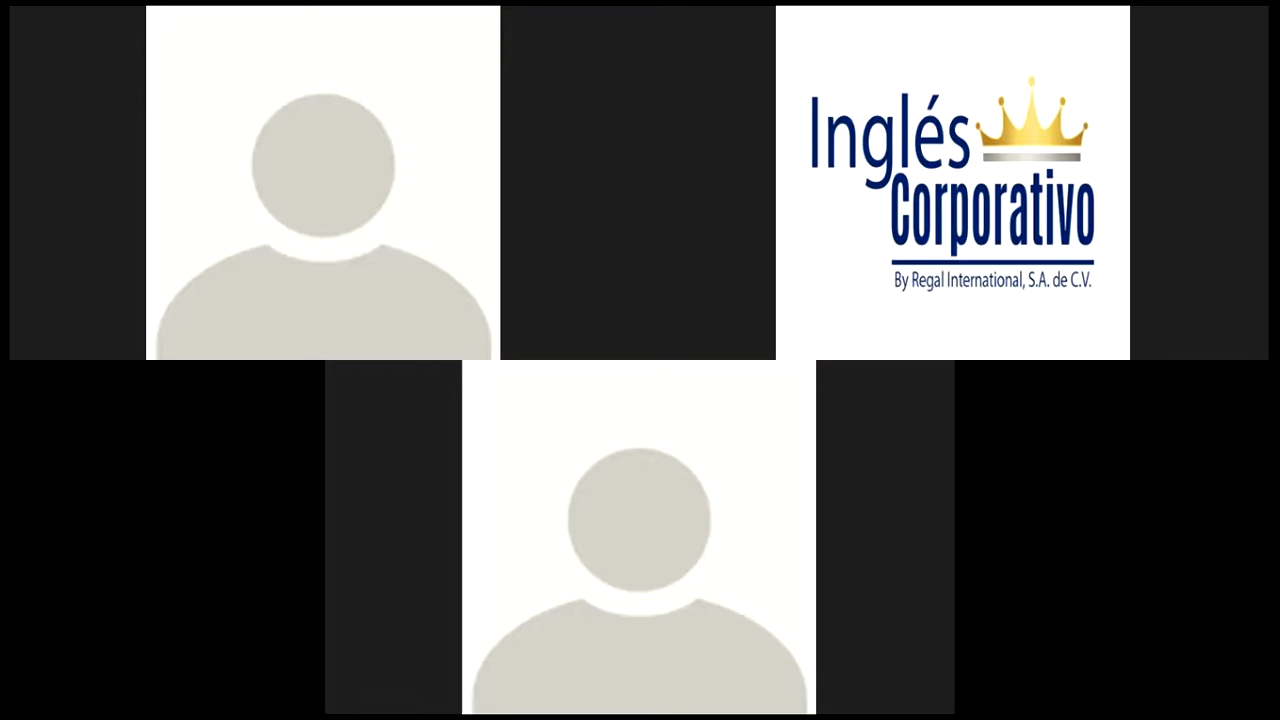 Inglés
Corporativo
By Regal International, S.A. de C.V.